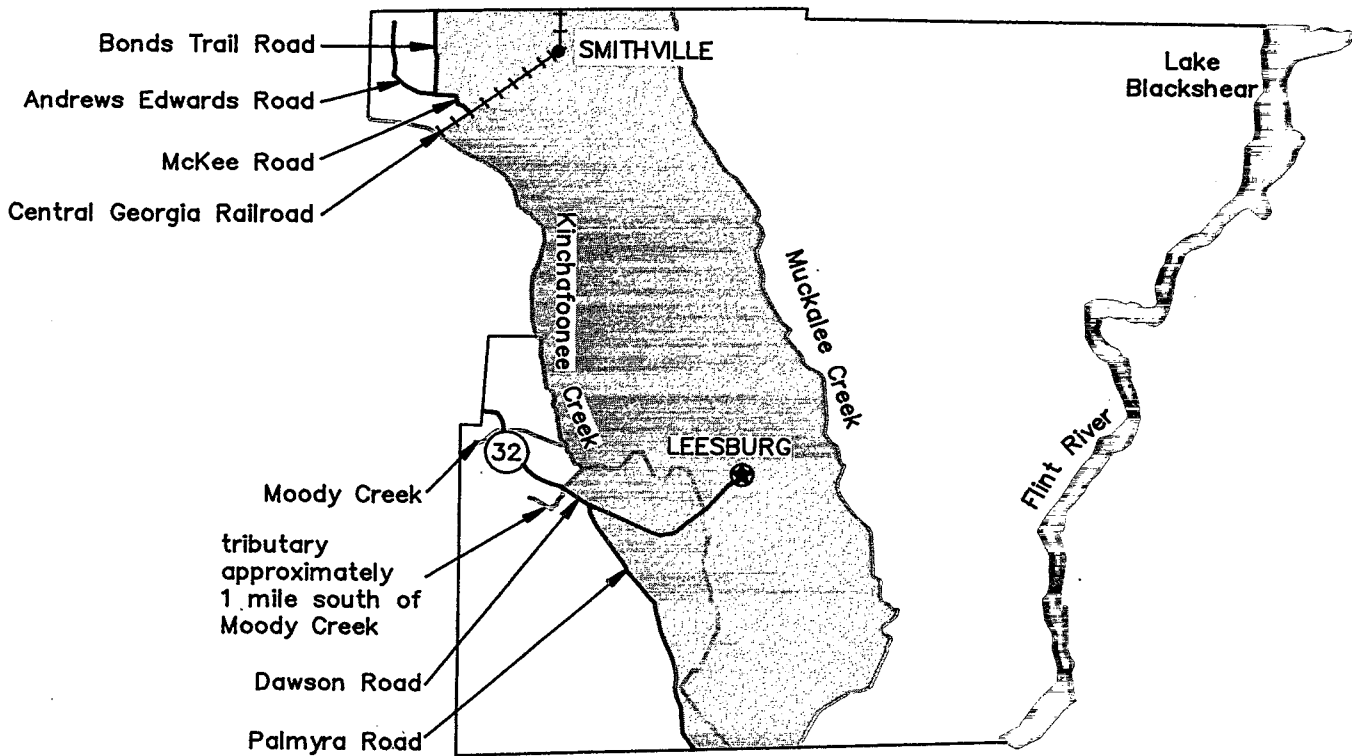 Bonds Trail Road
SMITHVILLE
Lake
Blackshear
Andrews Edwards Road
McKee Road
Central Georgia Railroad
Kinchafoonee Creek
Muckalee Creek
LEESBURG
32
Flint River
Moody Creek
tributary
approximately
1 mile south of
Moody Creek
Dawson Road
Palmyra Road